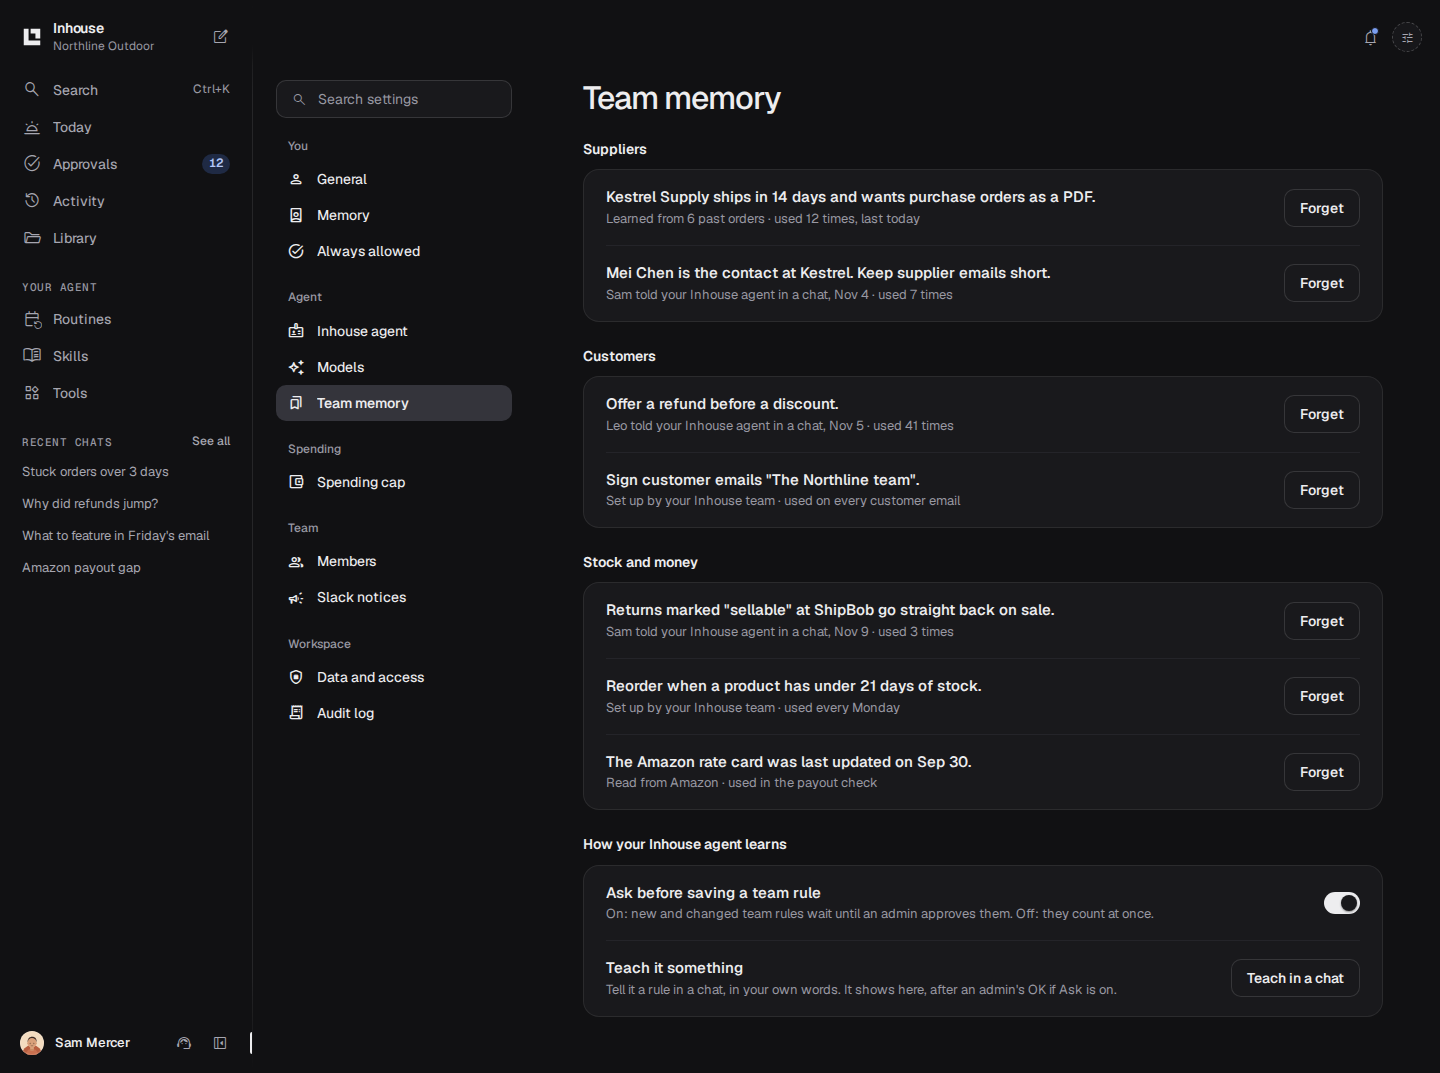 Inhouse
Northline Outdoor
Search Ctrl+K
Today
Approvals 12
Activity
Library
YOUR AGENT
Routines
Skills
Tools
RECENT CHATS See all
Stuck orders over 3 days
Why did refunds jump?
What to feature in Friday's email
Amazon payout gap
Sam Mercer
Search settings
You
General
Memory
Always allowed
Agent
Inhouse agent
Models
Team memory
Spending
Spending cap
Team
Members
Slack notices
Workspace
Data and access
Audit log
Team memory
Suppliers
Kestrel Supply ships in 14 days and wants purchase orders as a PDF.
Learned from 6 past orders · used 12 times, last today
Forget
Mei Chen is the contact at Kestrel. Keep supplier emails short.
Sam told your Inhouse agent in a chat, Nov 4 · used 7 times
Forget
Customers
Offer a refund before a discount.
Leo told your Inhouse agent in a chat, Nov 5 · used 41 times
Forget
Sign customer emails "The Northline team".
Set up by your Inhouse team · used on every customer email
Forget
Stock and money
Returns marked "sellable" at ShipBob go straight back on sale.
Sam told your Inhouse agent in a chat, Nov 9 · used 3 times
Forget
Reorder when a product has under 21 days of stock.
Set up by your Inhouse team · used every Monday
Forget
The Amazon rate card was last updated on Sep 30.
Read from Amazon · used in the payout check
Forget
How your Inhouse agent learns
Ask before saving a team rule
On: new and changed team rules wait until an admin approves them. Off: they count at once.
Teach it something
Tell it a rule in a chat, in your own words. It shows here, after an admin's OK if Ask is on.
Teach in a chat